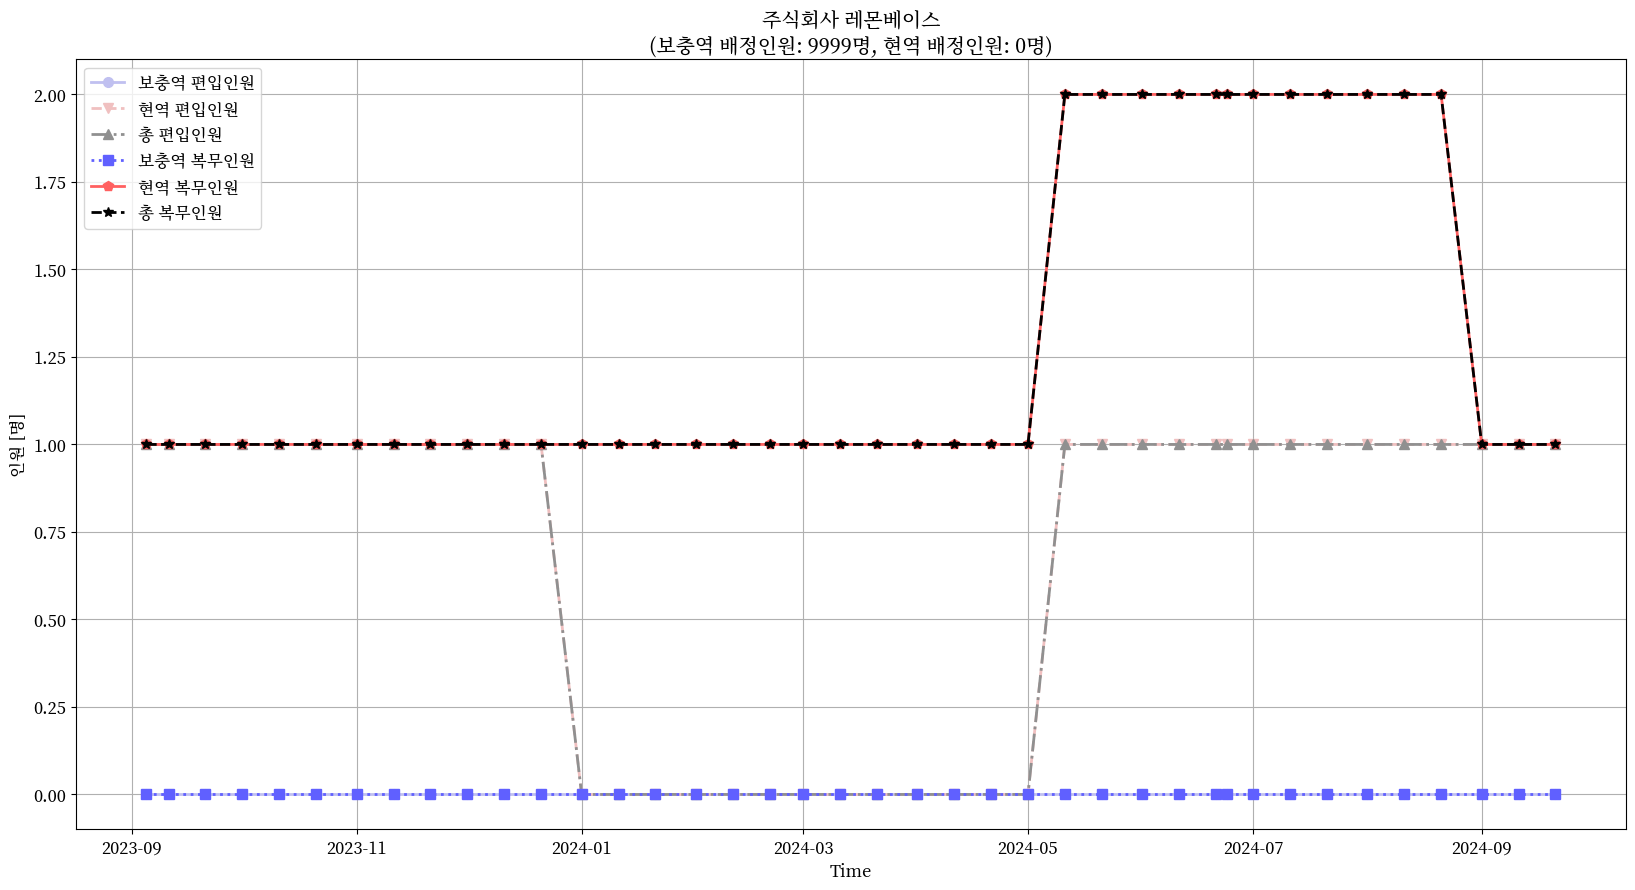 주식회사 레몬베이스
(보충역 배정인원: 9999명, 현역 배정인원: 0명)
보충역 편입인원
현역 편입인원
총 편입인원
보충역 복무인원
현역 복무인원
총 복무인원
인원 [명]
2.00
1.75
1.50
1.25
1.00
0.75
0.50
0.25
0.00
2023-09 2023-11 2024-01 2024-03 2024-05 2024-07 2024-09
Time